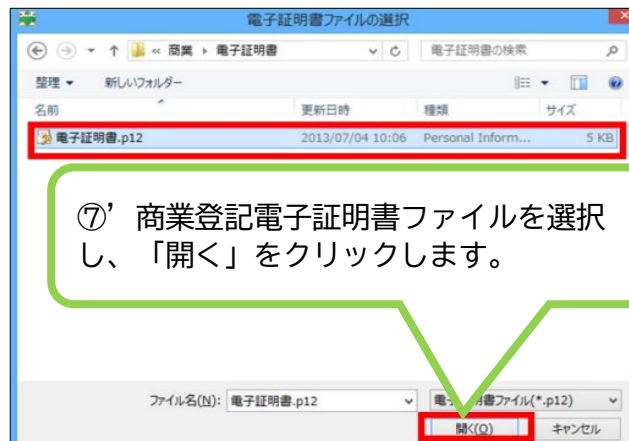 電子証明書ファイルの選択
« 商業 › 電子証明書
電子証明書の検索
整理 新しいフォルダー
名前 更新日時 種類 サイズ
電子証明書.p12 2013/07/04 10:06 Personal Inform... 5 KB
⑦’商業登記電子証明書ファイルを選択
し、「開く」をクリックします。
ファイル名(N): 電子証明書.p12
書ファイル(*.p12)
開く(O) キャンセル